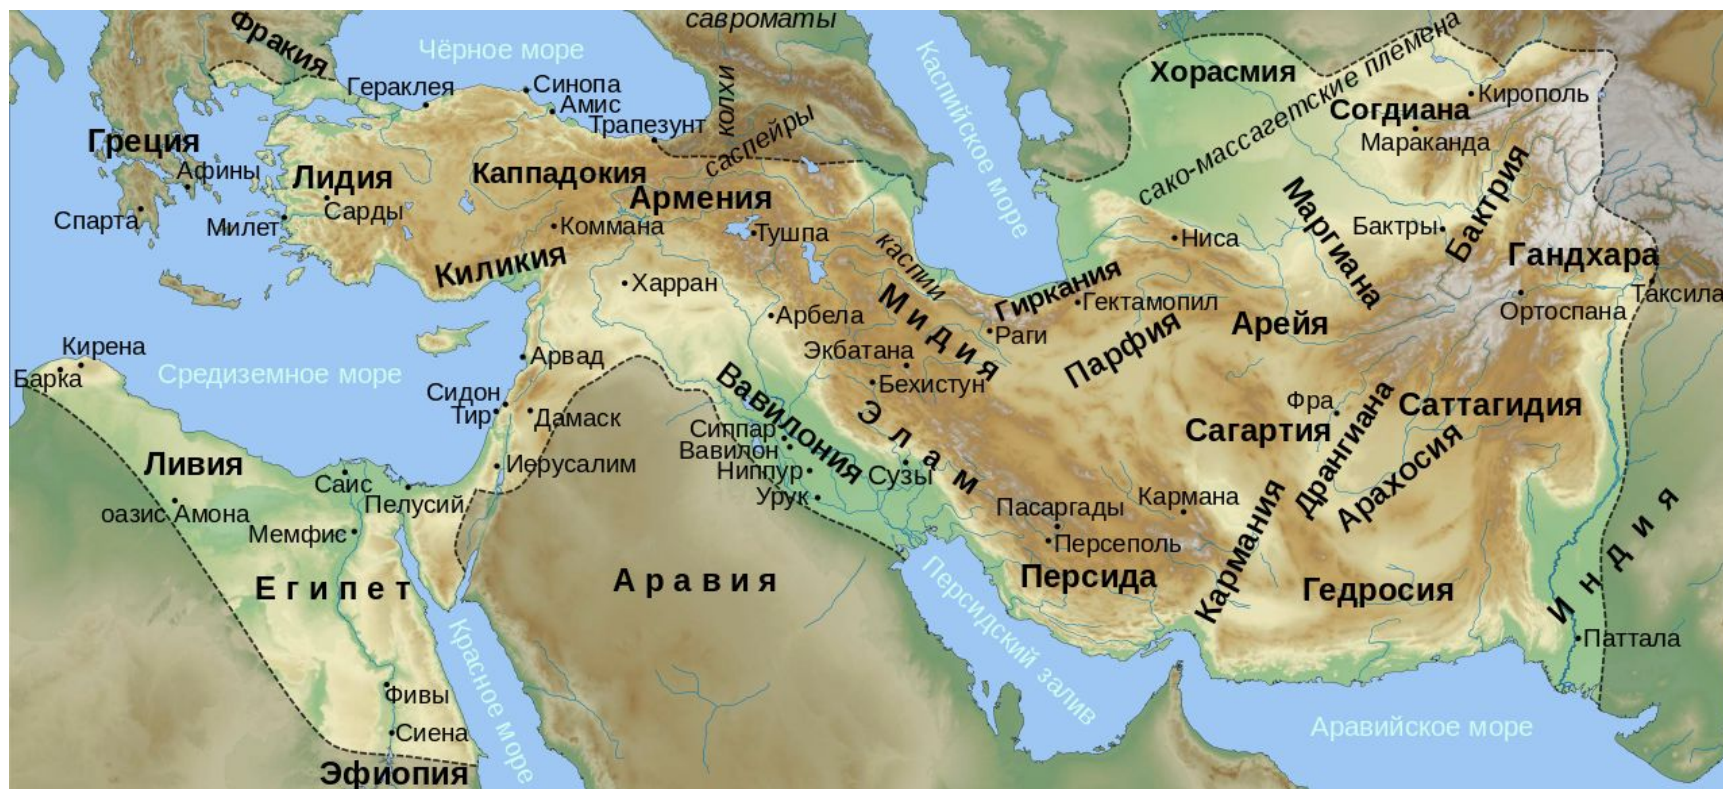 савроматы
Фракия
Чёрное море
Каспийское море
сако-массагетские племена
Хорасмия
Гераклея
Синопа
Амис
колхи
Трапезунт
саспейры
Согдиана
Кирополь
Мараканда
Греция
Афины
Спарта
Милет
Лидия
Сарды
Каппадокия
Армения
Коммана
Тушпа
Киликия
Харран
Арбела
каспии
Мидия
Гиркания
Ниса
Маргиана
Бактры
Бактрия
Гандхара
Таксила
Ортоспана
Гектамопил
Раги
Парфия
Арейя
Экбатана
Бехистун
Кирена
Барка
Средиземное море
Арвад
Сидон
Тир
Дамаск
Вавилония
Элам
Сиппар
Вавилон
Ниппур
Урук
Сузы
Фра
Сагартия
Дрангиана
Саттагидия
Арахосия
Ливия
Саис
Пелусий
Иерусалим
оазис Амона
Мемфис
Египет
Аравия
Пасаргады
Кармана
Персеполь
Персида
Кармания
Гедросия
Индия
Паттала
Персидский залив
Красное море
Аравийское море
Фивы
Сиена
Эфиопия